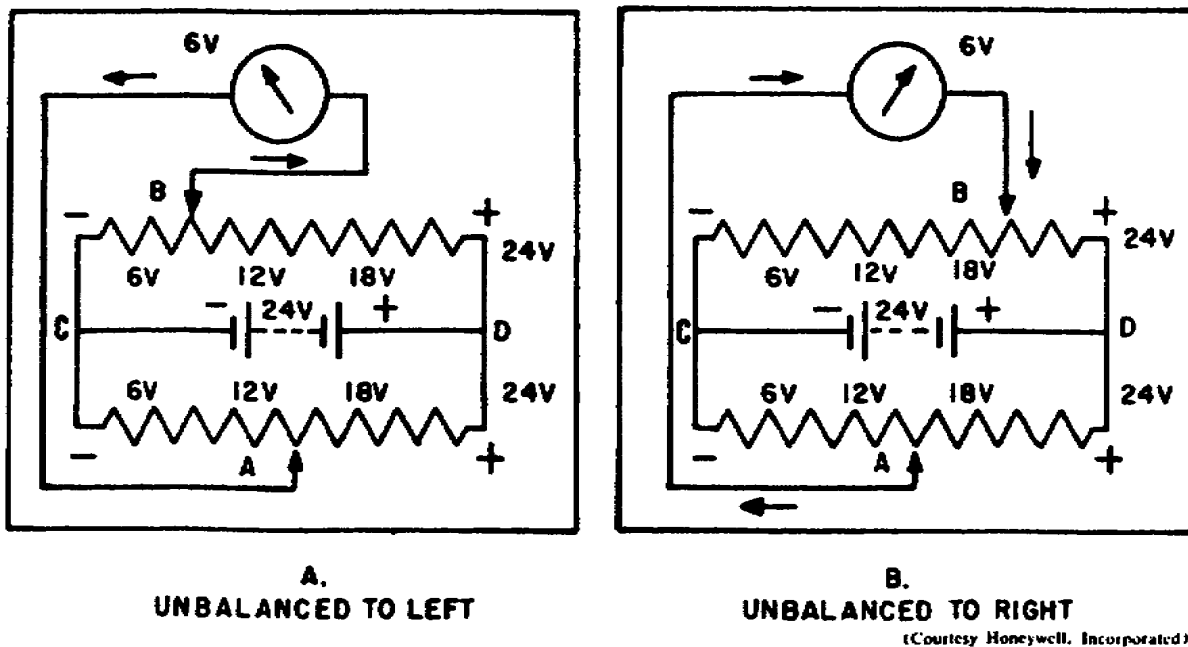 6V
B
- +
24V
6V 12V 18V
- 24V +
C D
6V 12V 18V 24V
- A +
6V
B
- +
24V
6V 12V 18V
- 24V +
C D
6V 12V 18V 24V
- A +
A.
UNBALANCED TO LEFT
B.
UNBALANCED TO RIGHT
(Courtesy Honeywell, Incorporated)